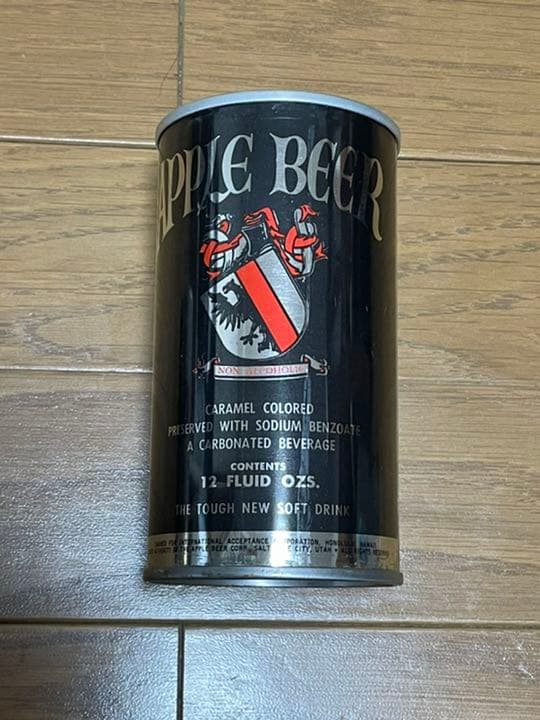 APPLE BEER
NON ALCOHOLIC
CARAMEL COLORED
PRESERVED WITH SODIUM BENZOATE
A CARBONATED BEVERAGE
CONTENTS
12 FLUID OZS.
THE TOUGH NEW SOFT DRINK
CANNED FOR INTERNATIONAL ACCEPTANCE CORPORATION, HONOLULU, HAWAII
AUTHORITY OF THE APPLE BEER CORP., SALT LAKE CITY, UTAH • ALL RIGHTS RESERVED